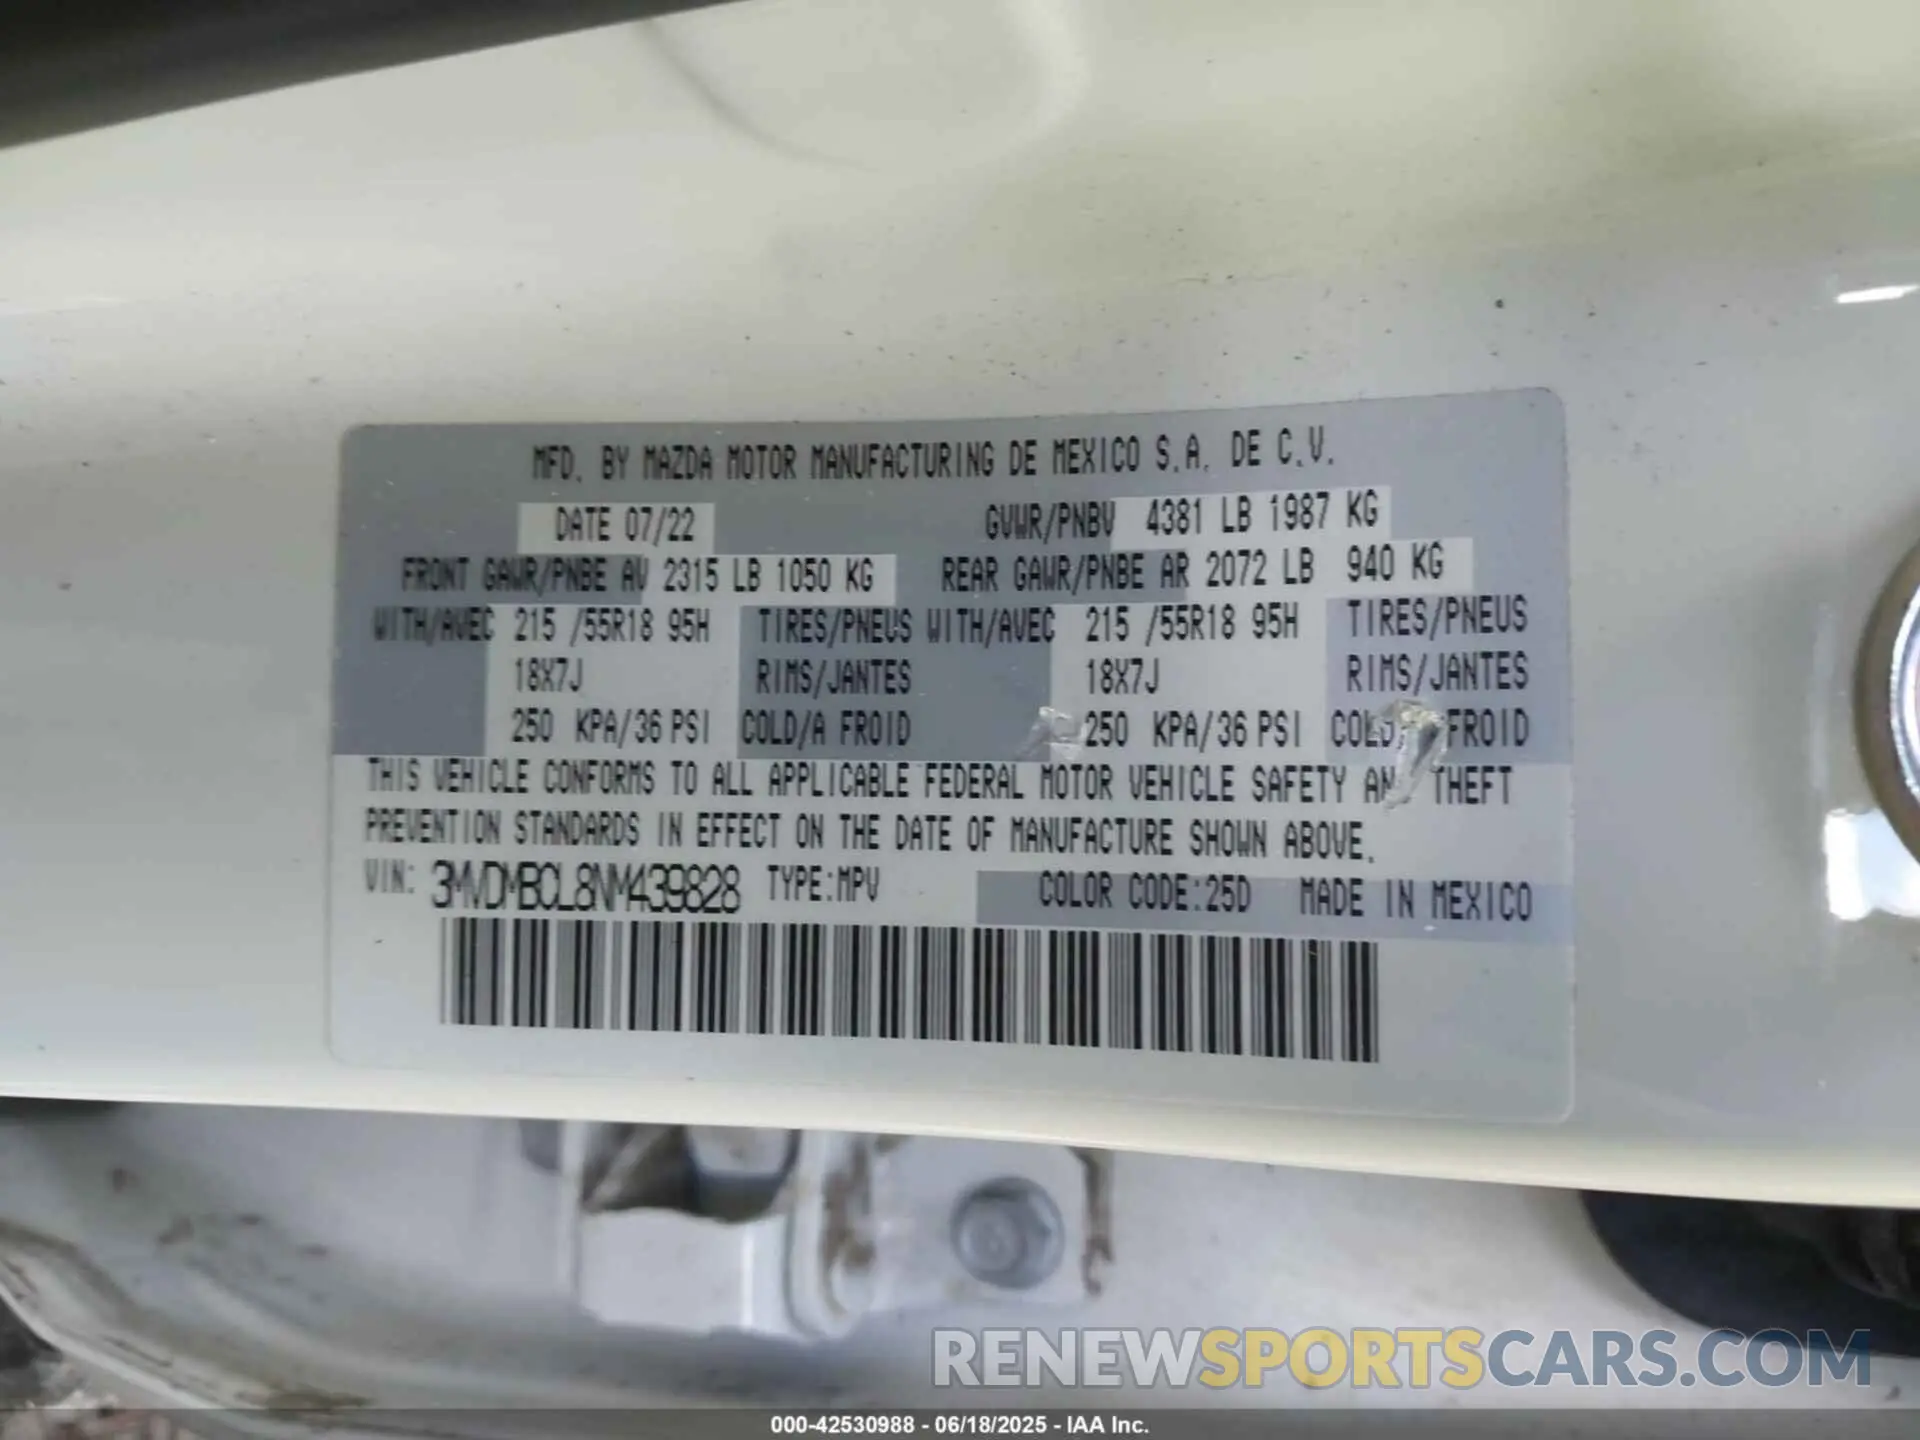 MFD. BY MAZDA MOTOR MANUFACTURING DE MEXICO S.A. DE C.V.
DATE 07/22 GVWR/PNBV 4381 LB 1987 KG
FRONT GAWR/PNBE AV 2315 LB 1050 KG REAR GAWR/PNBE AR 2072 LB 940 KG
WITH/AVEC 215 /55R18 95H TIRES/PNEUS WITH/AVEC 215 /55R18 95H TIRES/PNEUS
18X7J RIMS/JANTES 18X7J RIMS/JANTES
250 KPA/36 PSI COLD/A FROID 250 KPA/36 PSI FROID
THIS VEHICLE CONFORMS TO ALL APPLICABLE FEDERAL MOTOR VEHICLE SAFETY THEFT
PREVENTION STANDARDS IN EFFECT ON THE DATE OF MANUFACTURE SHOWN ABOVE.
VIN: 3MVDMBCL8NM439828 TYPE:MPV COLOR CODE:25D MADE IN MEXICO
RENEWSPORTSCARS.COM
000-42530988 - 06/18/2025 - IAA Inc.